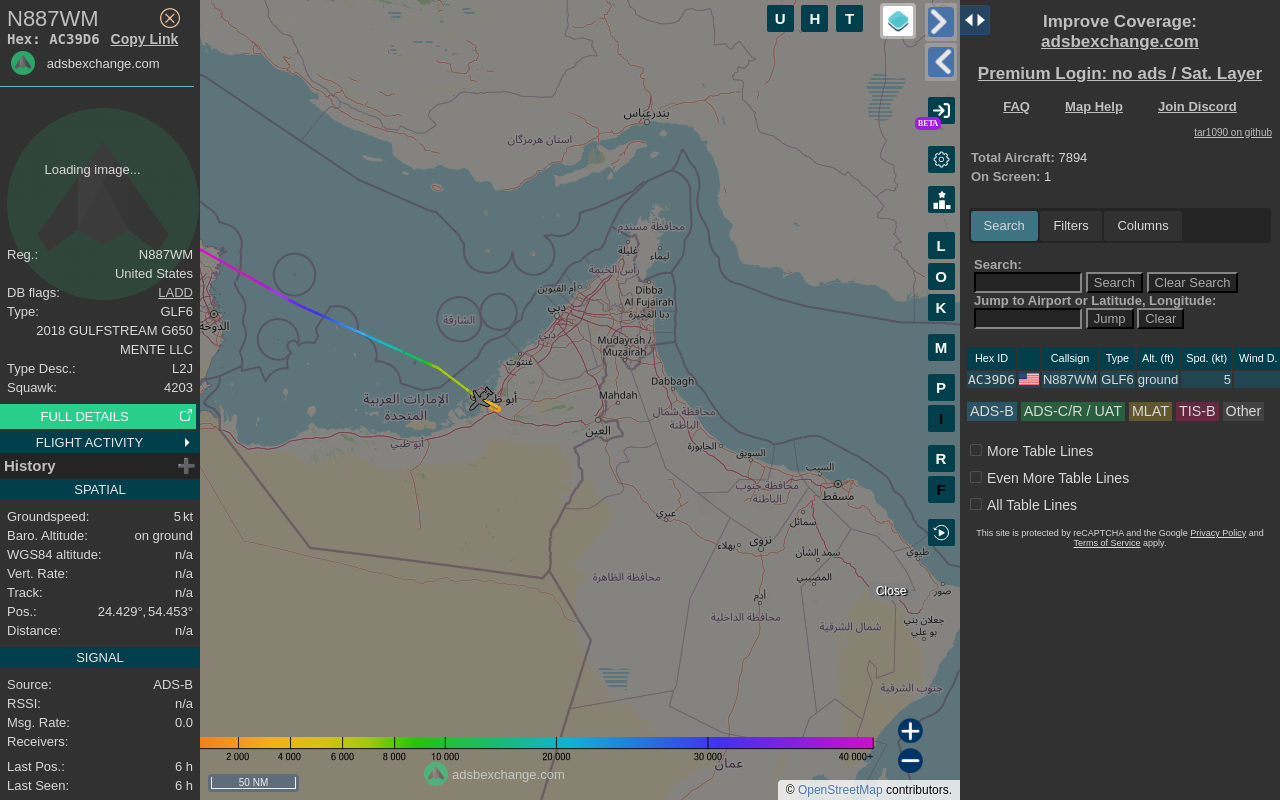 N887WM
Hex: AC39D6 Copy Link
adsbexchange.com
Loading image...
Reg.: N887WM
United States
DB flags: LADD
Type: GLF6
2018 GULFSTREAM G650
MENTE LLC
Type Desc.: L2J
Squawk: 4203
FULL DETAILS
FLIGHT ACTIVITY
History
SPATIAL
Groundspeed: 5 kt
Baro. Altitude: on ground
WGS84 altitude: n/a
Vert. Rate: n/a
Track: n/a
Pos.: 24.429°, 54.453°
Distance: n/a
SIGNAL
Source: ADS-B
RSSI: n/a
Msg. Rate: 0.0
Receivers:
Last Pos.: 6 h
Last Seen: 6 h
U H T
BETA
L
O
K
M
P
I
R
F
بندرعباس
استان هرمزگان
محافظة مسندم
خليلة
ليماء
رأس الخيمة
أم القيوين
Dibba
Al Fujairah
دبا الفجيرة
دبي
دبي
الشارقة
الدوحة
Mudayrah /
Muzairah
غنتوت
Dabbagh
Mahdah
الإمارات العربية
المتحدة
أبو ظبي
العين
محافظة شمال
الباطنة
الخابورة
السويق
السيب
مسقط
محافظة جنوب
الباطنة
عبري
سمائل
نزوى
بهلاء
سمد الشأن
طيوي
المضيبي
صور
محافظة الظاهرة
أدم
محافظة الداخلية
شمال الشرقية
جعلان بني
بو علي
جنوب الشرقية
عمان
Close
2 000 4 000 6 000 8 000 10 000 20 000 30 000 40 000+
50 NM
adsbexchange.com
© OpenStreetMap contributors.
Improve Coverage:
adsbexchange.com
Premium Login: no ads / Sat. Layer
FAQ Map Help Join Discord
tar1090 on github
Total Aircraft: 7894
On Screen: 1
Search Filters Columns
Search:
Search Clear Search
Jump to Airport or Latitude, Longitude:
Jump Clear
Hex ID Callsign Type Alt. (ft) Spd. (kt) Wind D.
AC39D6 N887WM GLF6 ground 5
ADS-B ADS-C/R / UAT MLAT TIS-B Other
More Table Lines
Even More Table Lines
All Table Lines
This site is protected by reCAPTCHA and the Google Privacy Policy and
Terms of Service apply.